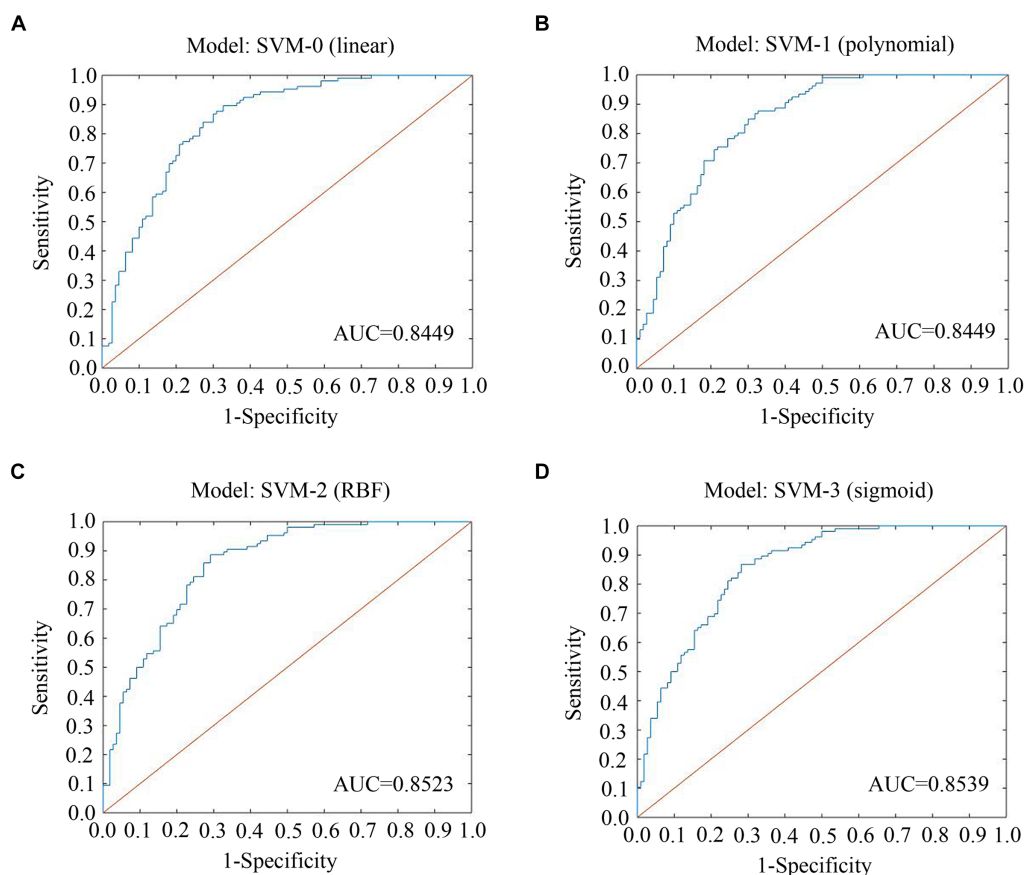 A
Model: SVM-0 (linear)
1.0
0.9
0.8
0.7
0.6
0.5
0.4
0.3
0.2
0.1
0.0
Sensitivity
AUC=0.8449
0.0 0.1 0.2 0.3 0.4 0.5 0.6 0.7 0.8 0.9 1.0
1-Specificity
B
Model: SVM-1 (polynomial)
1.0
0.9
0.8
0.7
0.6
0.5
0.4
0.3
0.2
0.1
0.0
Sensitivity
AUC=0.8449
0.0 0.1 0.2 0.3 0.4 0.5 0.6 0.7 0.8 0.9 1.0
1-Specificity
C
Model: SVM-2 (RBF)
1.0
0.9
0.8
0.7
0.6
0.5
0.4
0.3
0.2
0.1
0.0
Sensitivity
AUC=0.8523
0.0 0.1 0.2 0.3 0.4 0.5 0.6 0.7 0.8 0.9 1.0
1-Specificity
D
Model: SVM-3 (sigmoid)
1.0
0.9
0.8
0.7
0.6
0.5
0.4
0.3
0.2
0.1
0.0
Sensitivity
AUC=0.8539
0.0 0.1 0.2 0.3 0.4 0.5 0.6 0.7 0.8 0.9 1.0
1-Specificity